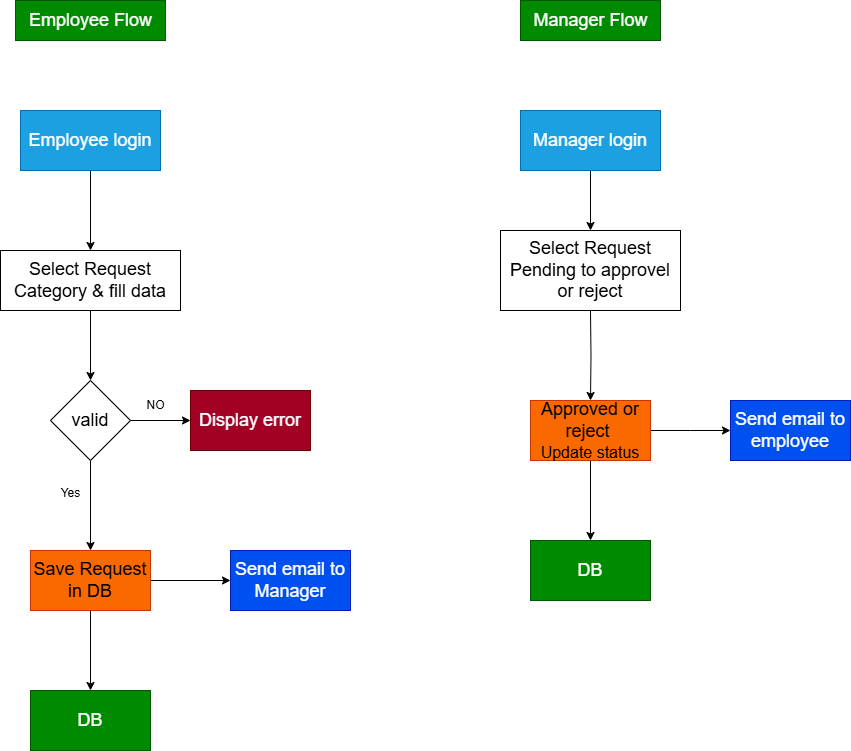 Employee Flow
Manager Flow
Employee login
Manager login
Select Request
Category & fill data
Select Request
Pending to approvel
or reject
valid
NO
Display error
Approved or
reject
Update status
Send email to
employee
Yes
Save Request
in DB
Send email to
Manager
DB
DB